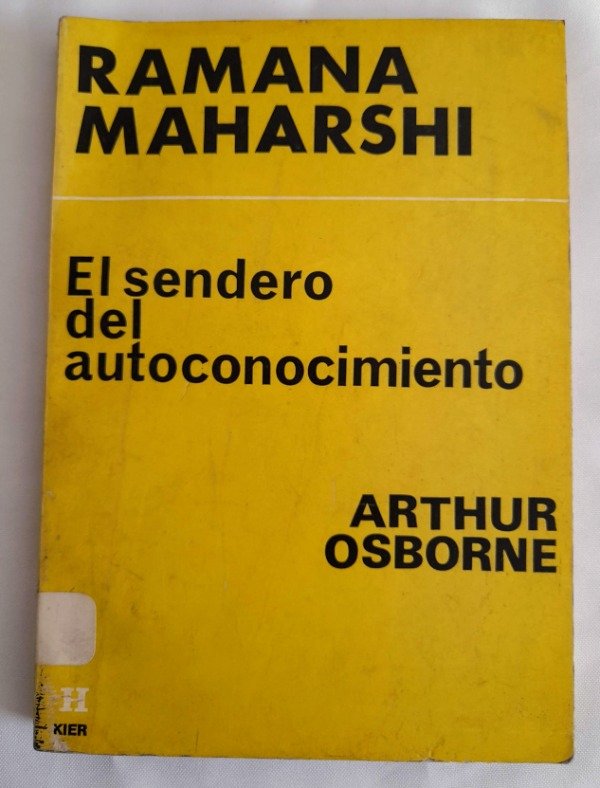 RAMANA
MAHARSHI
El sendero
del
autoconocimiento
ARTHUR
OSBORNE
H
KIER